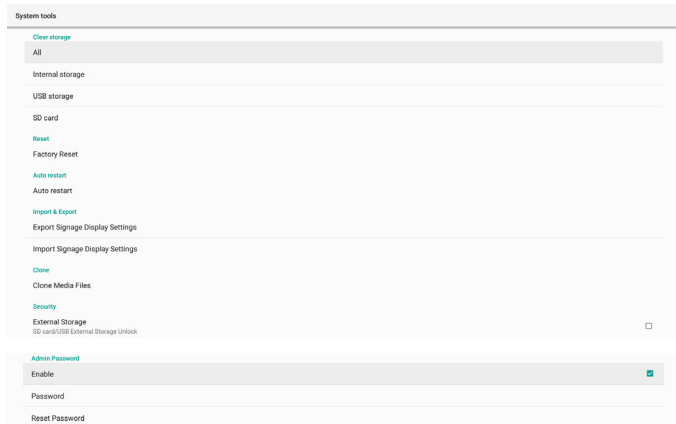 System tools
Clear storage
All
Internal storage
USB storage
SD card
Reset
Factory Reset
Auto restart
Auto restart
Import & Export
Export Signage Display Settings
Import Signage Display Settings
Clone
Clone Media Files
Security
External Storage
SD card/USB External Storage Unlock
Admin Password
Enable
Password
Reset Password